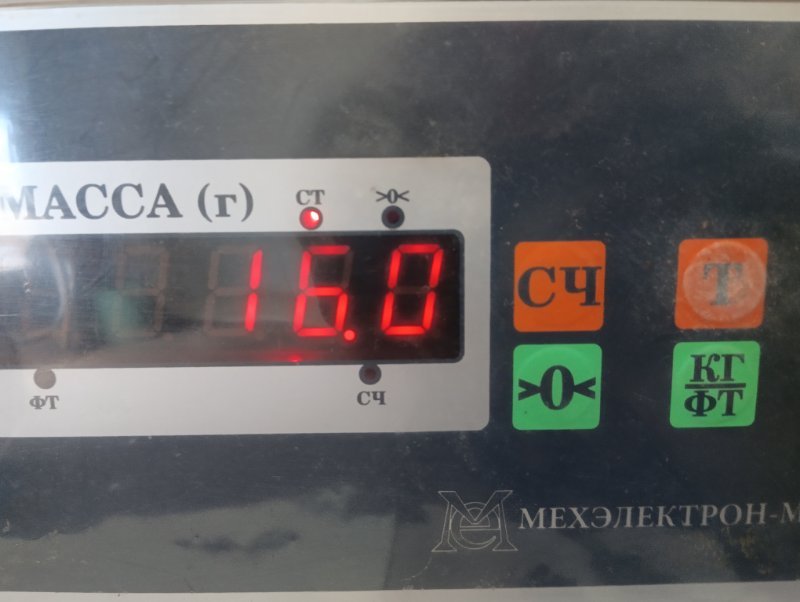 МАССА (г)
СТ
>0<
16.0
ФТ
СЧ
СЧ
Т
>0<
КГ
ФТ
МЕХЭЛЕКТРОН-М